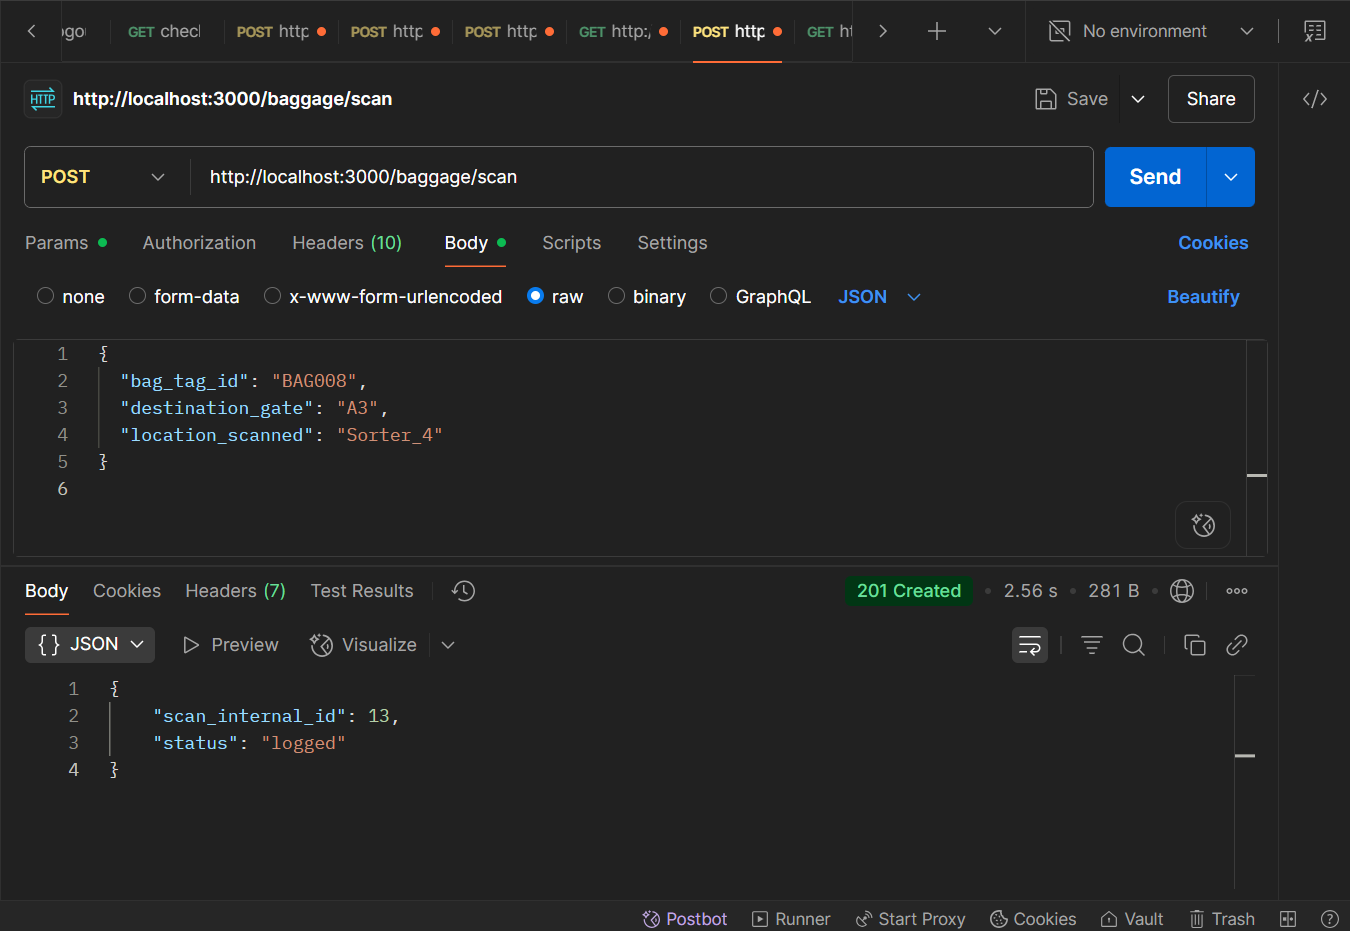 ogo
GET checl
POST http
POST http
POST http
GET http:/
POST http
GET ht
No environment
HTTP
http://localhost:3000/baggage/scan
Save
Share
</>
POST
http://localhost:3000/baggage/scan
Send
Params
Authorization
Headers (10)
Body
Scripts
Settings
Cookies
none
form-data
x-www-form-urlencoded
raw
binary
GraphQL
JSON
Beautify
1 {
2 "bag_tag_id": "BAG008",
3 "destination_gate": "A3",
4 "location_scanned": "Sorter_4"
5 }
6
Body
Cookies
Headers (7)
Test Results
201 Created
2.56 s
281 B
{} JSON
Preview
Visualize
1 {
2 "scan_internal_id": 13,
3 "status": "logged"
4 }
Postbot
Runner
Start Proxy
Cookies
Vault
Trash